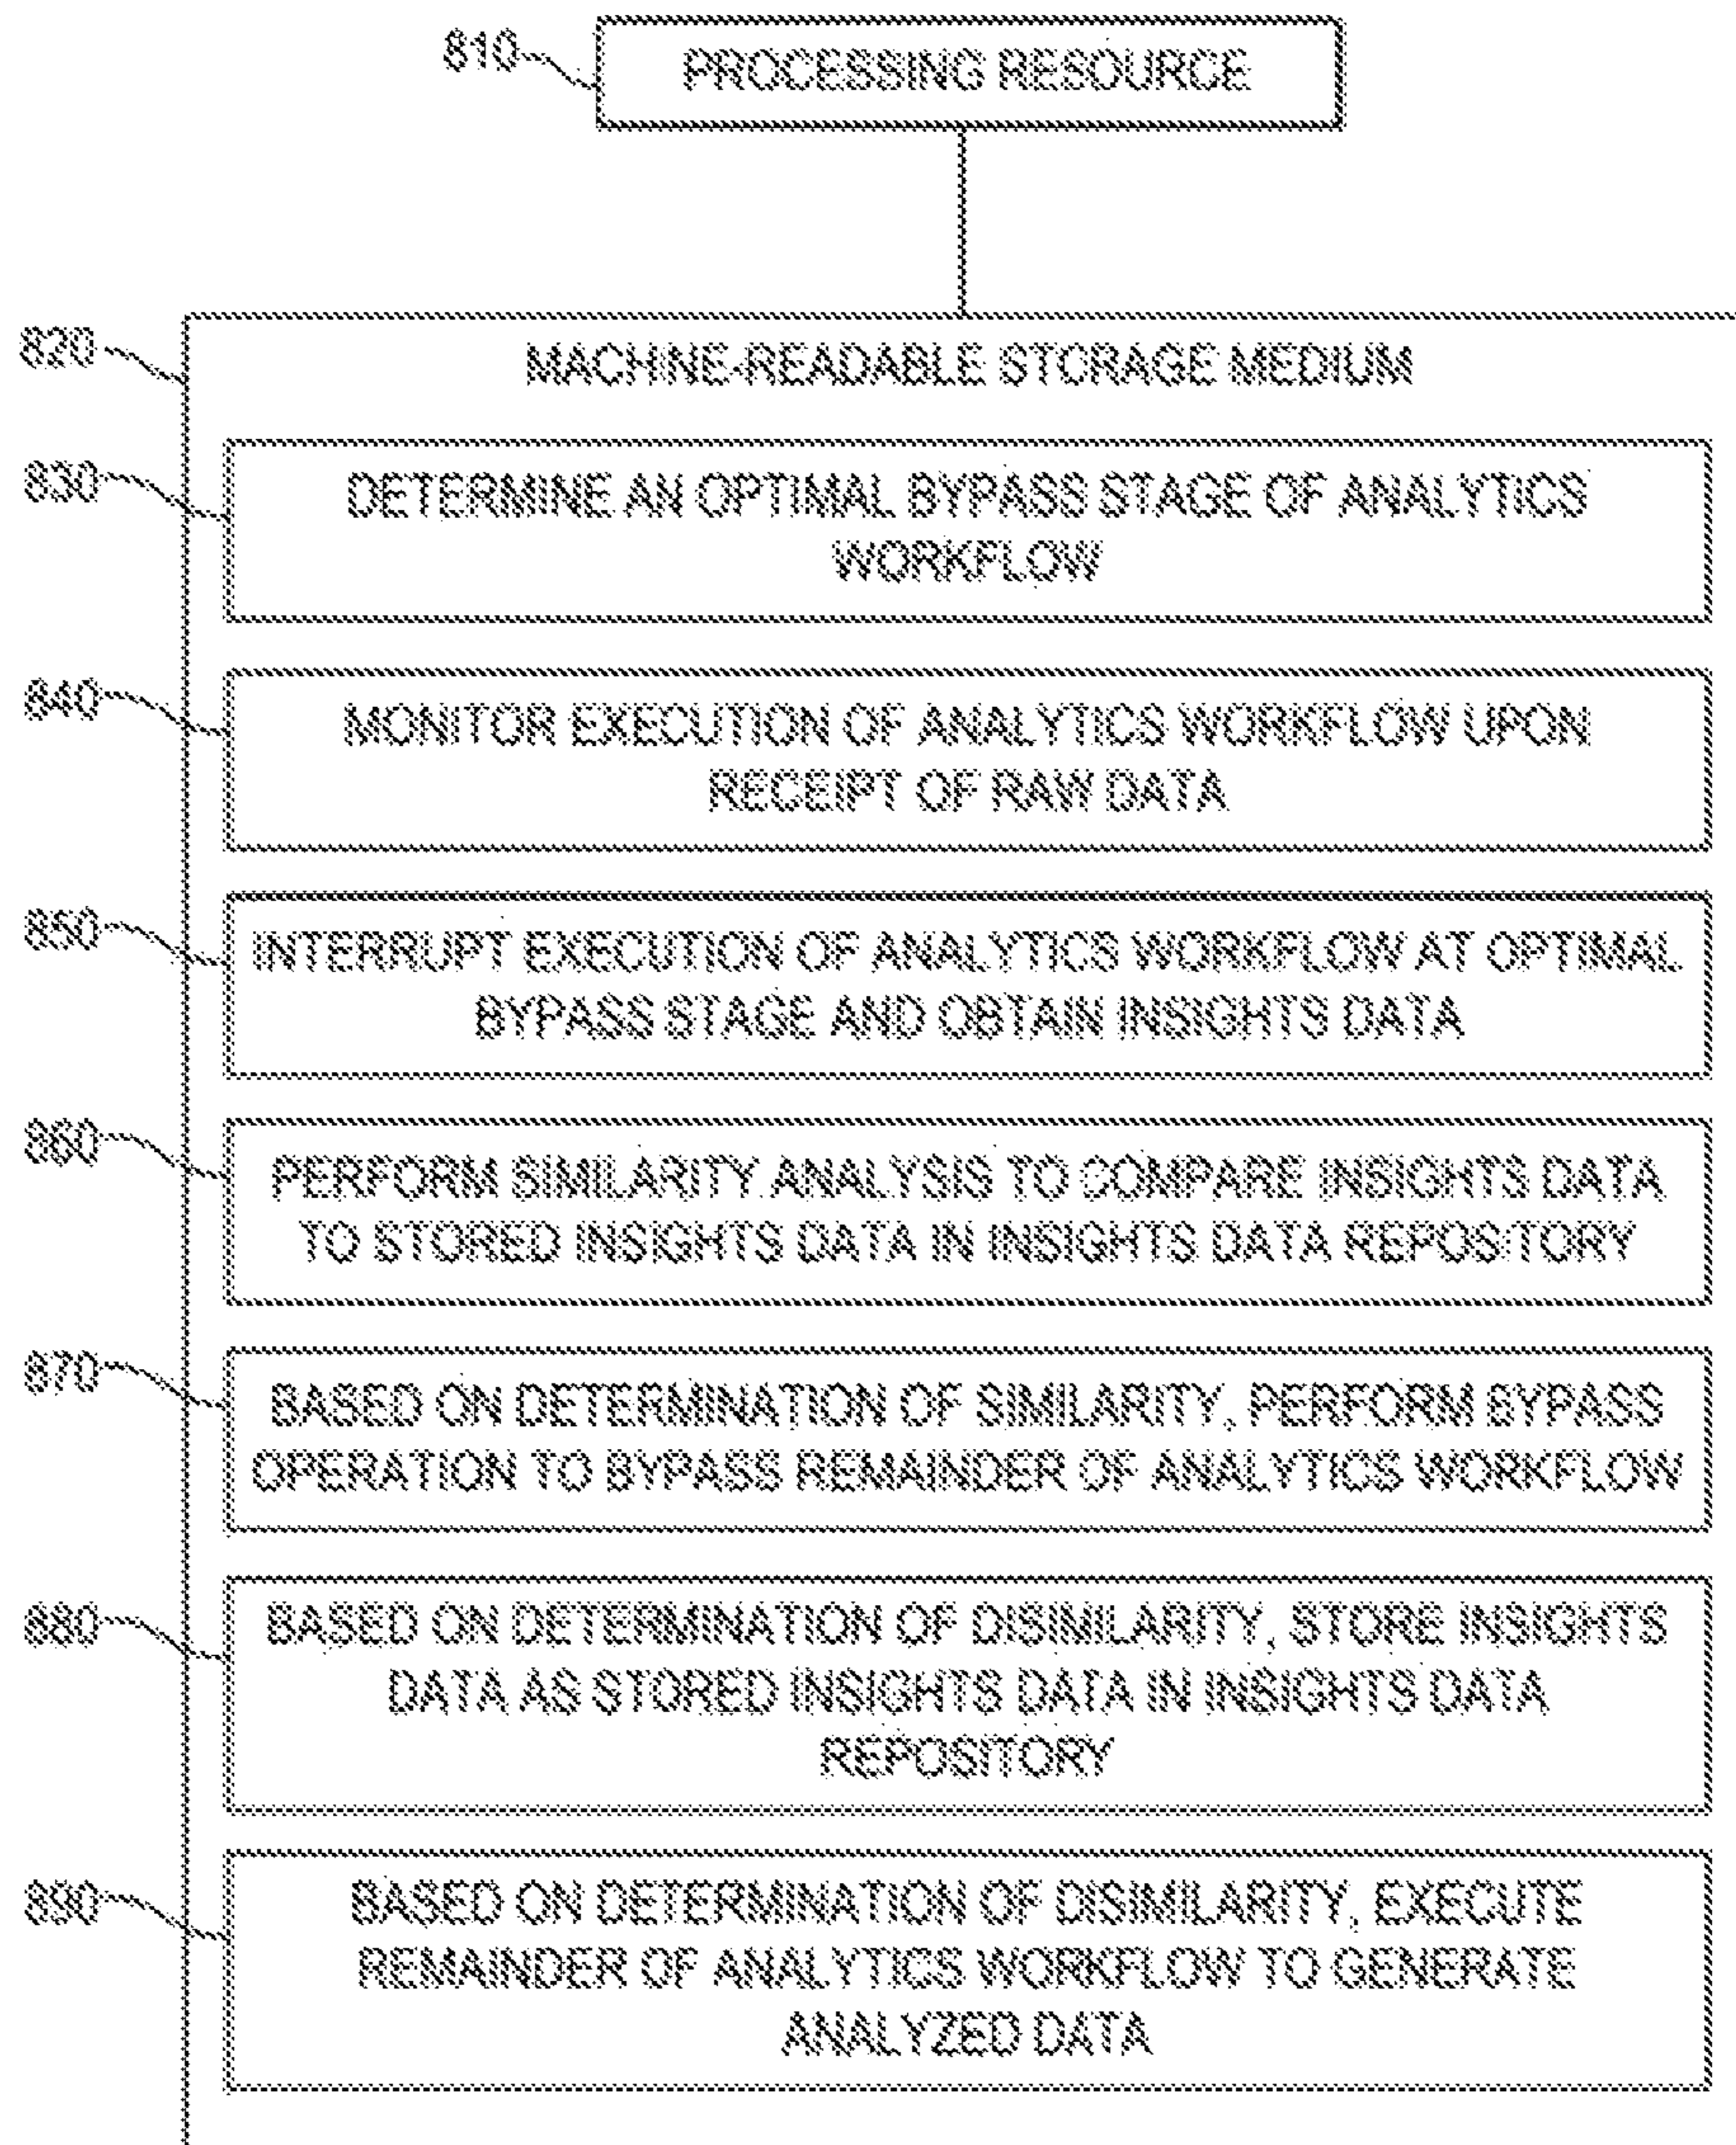 810
PROCESSING RESOURCE
820
MACHINE-READABLE STORAGE MEDIUM
830
DETERMINE AN OPTIMAL BYPASS STAGE OF ANALYTICS
WORKFLOW
840
MONITOR EXECUTION OF ANALYTICS WORKFLOW UPON
RECEIPT OF RAW DATA
850
INTERRUPT EXECUTION OF ANALYTICS WORKFLOW AT OPTIMAL
BYPASS STAGE AND OBTAIN INSIGHTS DATA
860
PERFORM SIMILARITY ANALYSIS TO COMPARE INSIGHTS DATA
TO STORED INSIGHTS DATA IN INSIGHTS DATA REPOSITORY
870
BASED ON DETERMINATION OF SIMILARITY, PERFORM BYPASS
OPERATION TO BYPASS REMAINDER OF ANALYTICS WORKFLOW
880
BASED ON DETERMINATION OF DISIMILARITY, STORE INSIGHTS
DATA AS STORED INSIGHTS DATA IN INSIGHTS DATA
REPOSITORY
890
BASED ON DETERMINATION OF DISIMILARITY, EXECUTE
REMAINDER OF ANALYTICS WORKFLOW TO GENERATE
ANALYZED DATA